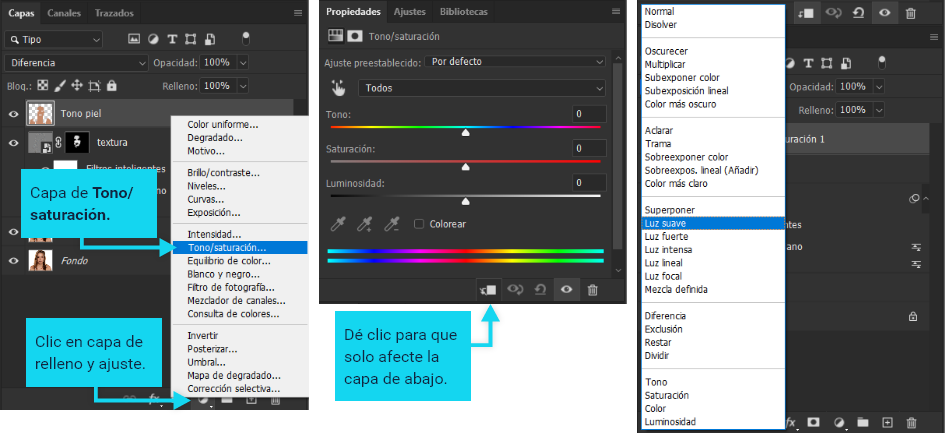 Capas Canales Trazados
Tipo
Diferencia Opacidad: 100%
Bloq.: Relleno: 100%
Tono piel
textura
Filtros inteligentes
Fondo
Color uniforme...
Degradado...
Motivo...
Brillo/contraste...
Niveles...
Curvas...
Exposición...
Intensidad...
Tono/saturación...
Equilibrio de color...
Blanco y negro...
Filtro de fotografía...
Mezclador de canales...
Consulta de colores...
Invertir
Posterizar...
Umbral...
Mapa de degradado...
Corrección selectiva...
Capa de Tono/
saturación.
Clic en capa de
relleno y ajuste.
fx
Propiedades Ajustes Bibliotecas
Tono/saturación
Ajuste preestablecido: Por defecto
Todos
Tono: 0
Saturación: 0
Luminosidad: 0
Colorear
Dé clic para que
solo afecte la
capa de abajo.
Normal
Disolver
Oscurecer
Multiplicar
Subexponer color
Subexposición lineal
Color más oscuro
Aclarar
Trama
Sobreexponer color
Sobreexpos. lineal (Añadir)
Color más claro
Superponer
Luz suave
Luz fuerte
Luz intensa
Luz lineal
Luz focal
Mezcla definida
Diferencia
Exclusión
Restar
Dividir
Tono
Saturación
Color
Luminosidad
Opacidad: 100%
Relleno: 100%
uración 1
ntes
ano
fx